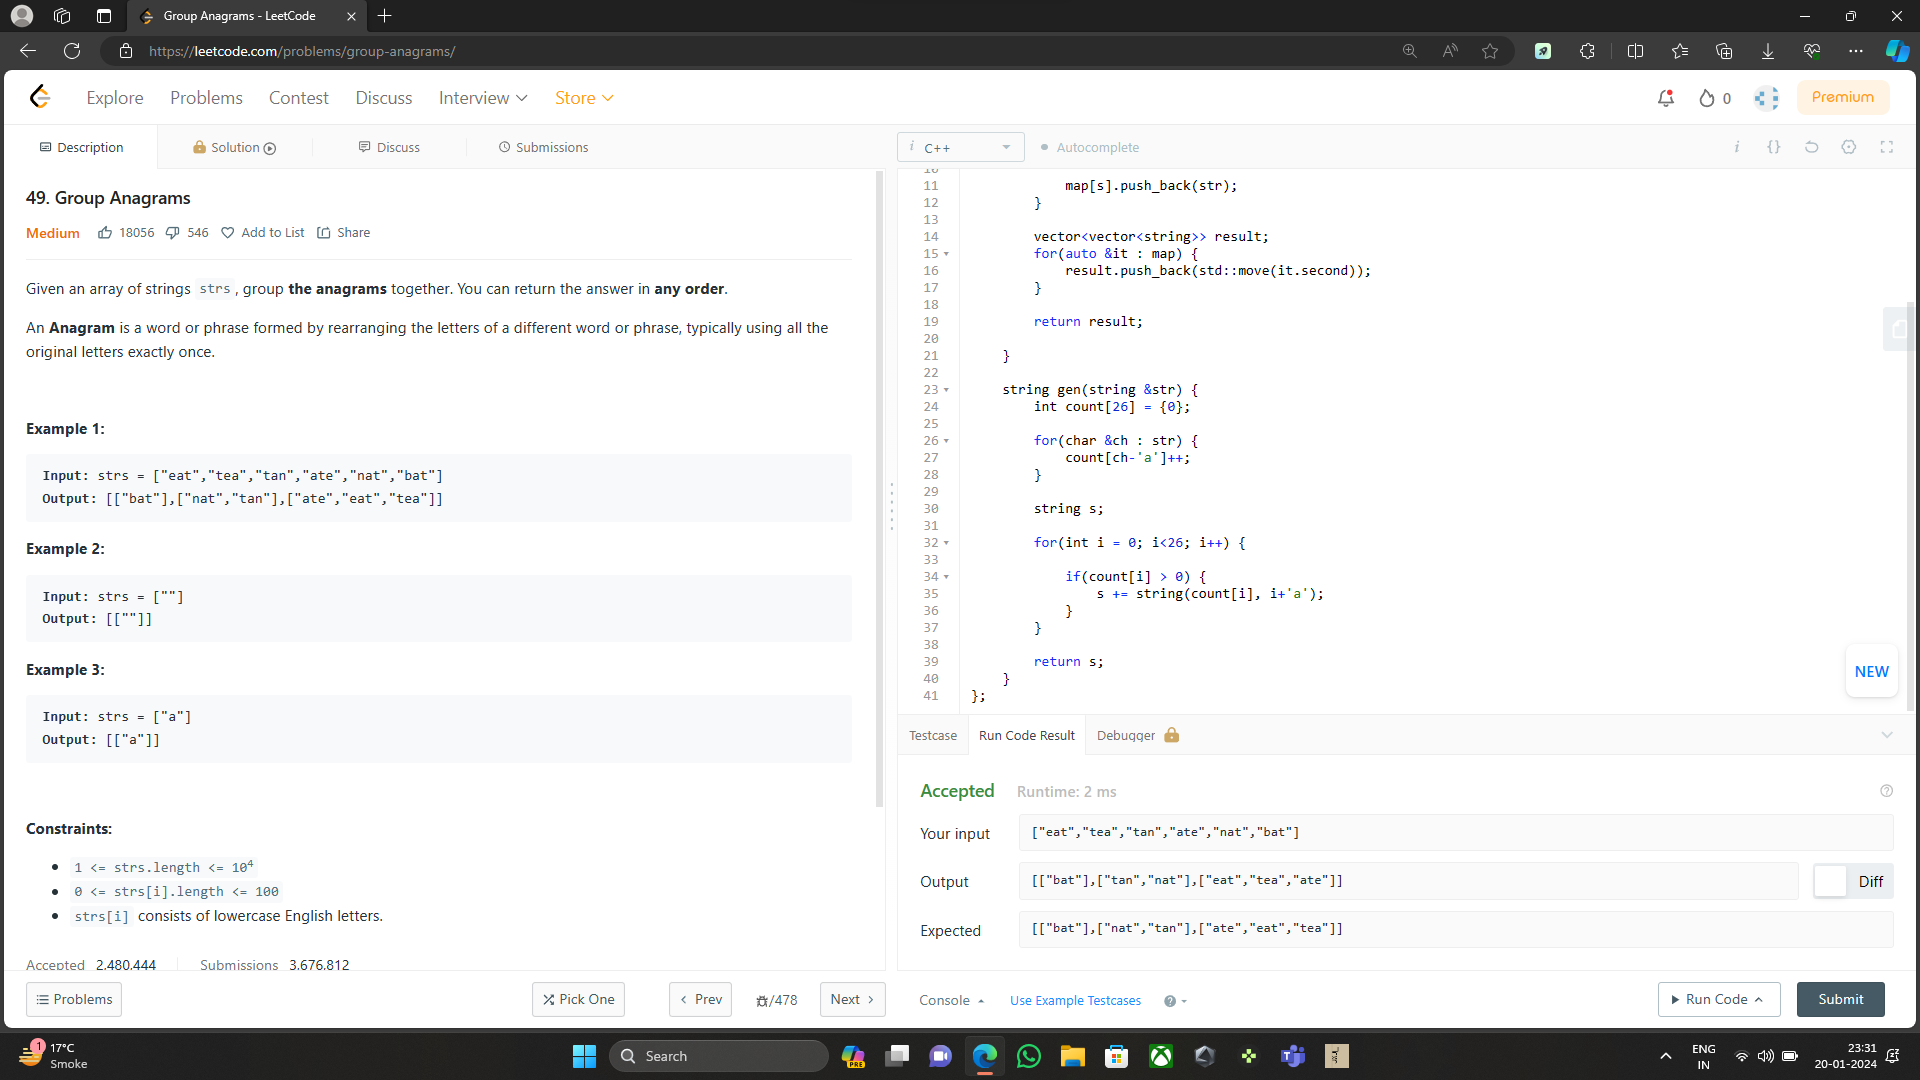 Group Anagrams - LeetCode
https://leetcode.com/problems/group-anagrams/
Explore Problems Contest Discuss Interview Store
0
Premium
Description Solution Discuss Submissions
49. Group Anagrams
Medium 18056 546 Add to List Share
Given an array of strings strs, group the anagrams together. You can return the answer in any order.
An Anagram is a word or phrase formed by rearranging the letters of a different word or phrase, typically using all the
original letters exactly once.
Example 1:
Input: strs = ["eat","tea","tan","ate","nat","bat"]
Output: [["bat"],["nat","tan"],["ate","eat","tea"]]
Example 2:
Input: strs = [""]
Output: [[""]]
Example 3:
Input: strs = ["a"]
Output: [["a"]]
Constraints:
1 <= strs.length <= 10⁴
0 <= strs[i].length <= 100
strs[i] consists of lowercase English letters.
Accepted 2,480,444 Submissions 3,676,812
Problems Pick One Prev /478 Next
i C++ Autocomplete
i {}
10
11 map[s].push_back(str);
12 }
13
14 vector<vector<string>> result;
15 for(auto &it : map) {
16 result.push_back(std::move(it.second));
17 }
18
19 return result;
20
21 }
22
23 string gen(string &str) {
24 int count[26] = {0};
25
26 for(char &ch : str) {
27 count[ch-'a']++;
28 }
29
30 string s;
31
32 for(int i = 0; i<26; i++) {
33
34 if(count[i] > 0) {
35 s += string(count[i], i+'a');
36 }
37 }
38
39 return s;
40 }
41 };
NEW
Testcase Run Code Result Debugger
Accepted Runtime: 2 ms
Your input ["eat","tea","tan","ate","nat","bat"]
Output [["bat"],["tan","nat"],["eat","tea","ate"]]
Diff
Expected [["bat"],["nat","tan"],["ate","eat","tea"]]
Console Use Example Testcases Run Code Submit
1 17°C
Smoke
Search
PRE
ENG
IN
23:31
20-01-2024